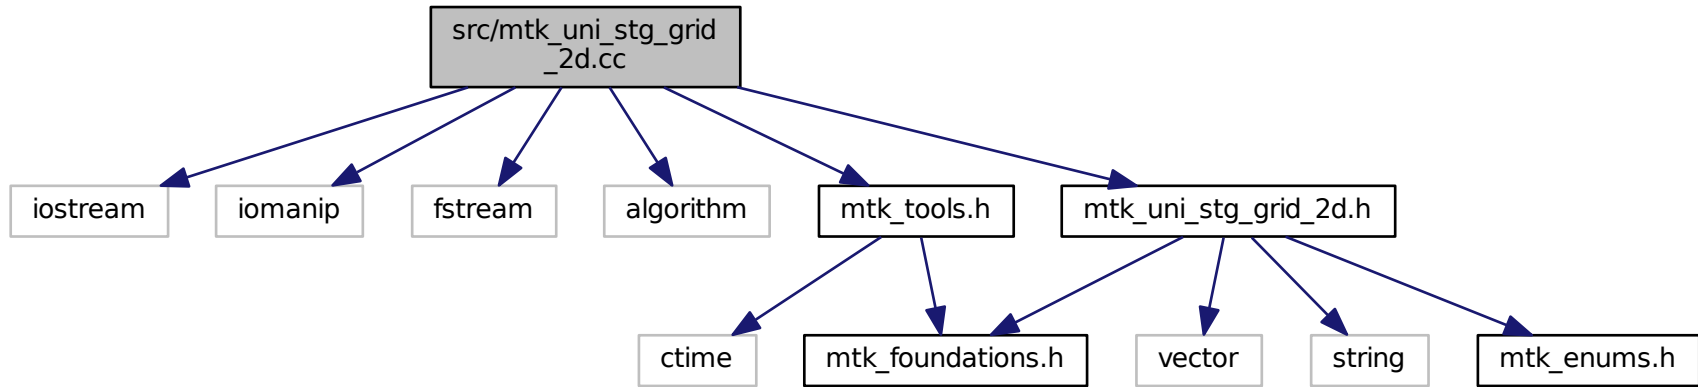 src/mtk_uni_stg_grid
_2d.cc
iostream
iomanip
fstream
algorithm
mtk_tools.h
mtk_uni_stg_grid_2d.h
ctime
mtk_foundations.h
vector
string
mtk_enums.h